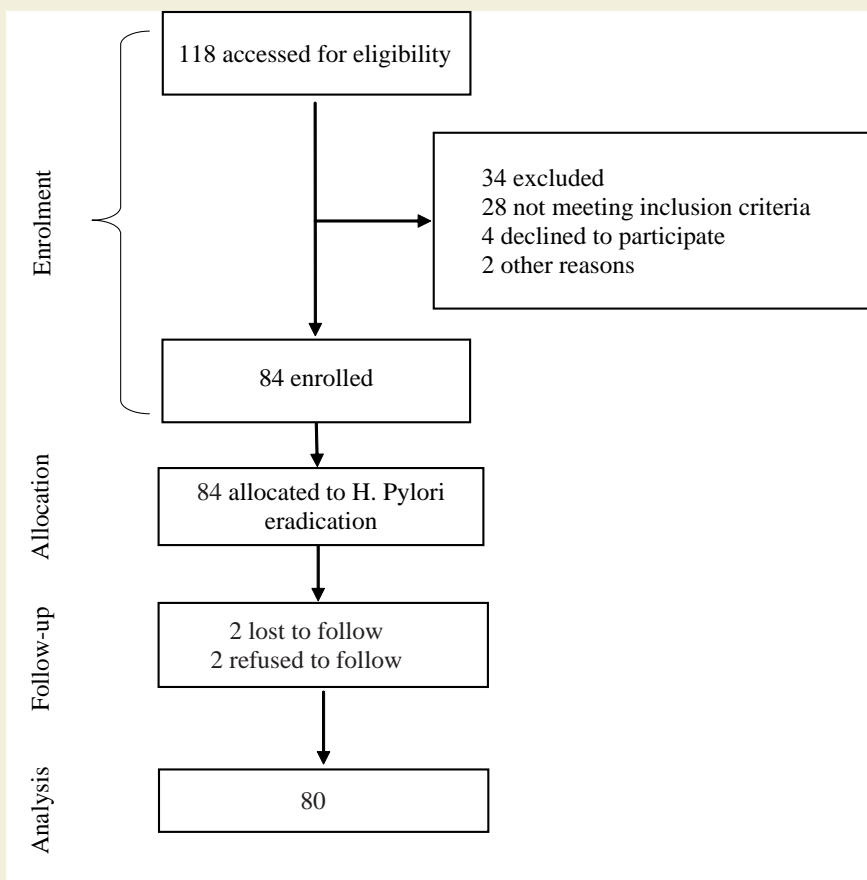 118 accessed for eligibility
34 excluded
28 not meeting inclusion criteria
4 declined to participate
2 other reasons
Enrolment
84 enrolled
Allocation
84 allocated to H. Pylori
eradication
Follow-up
2 lost to follow
2 refused to follow
Analysis
80